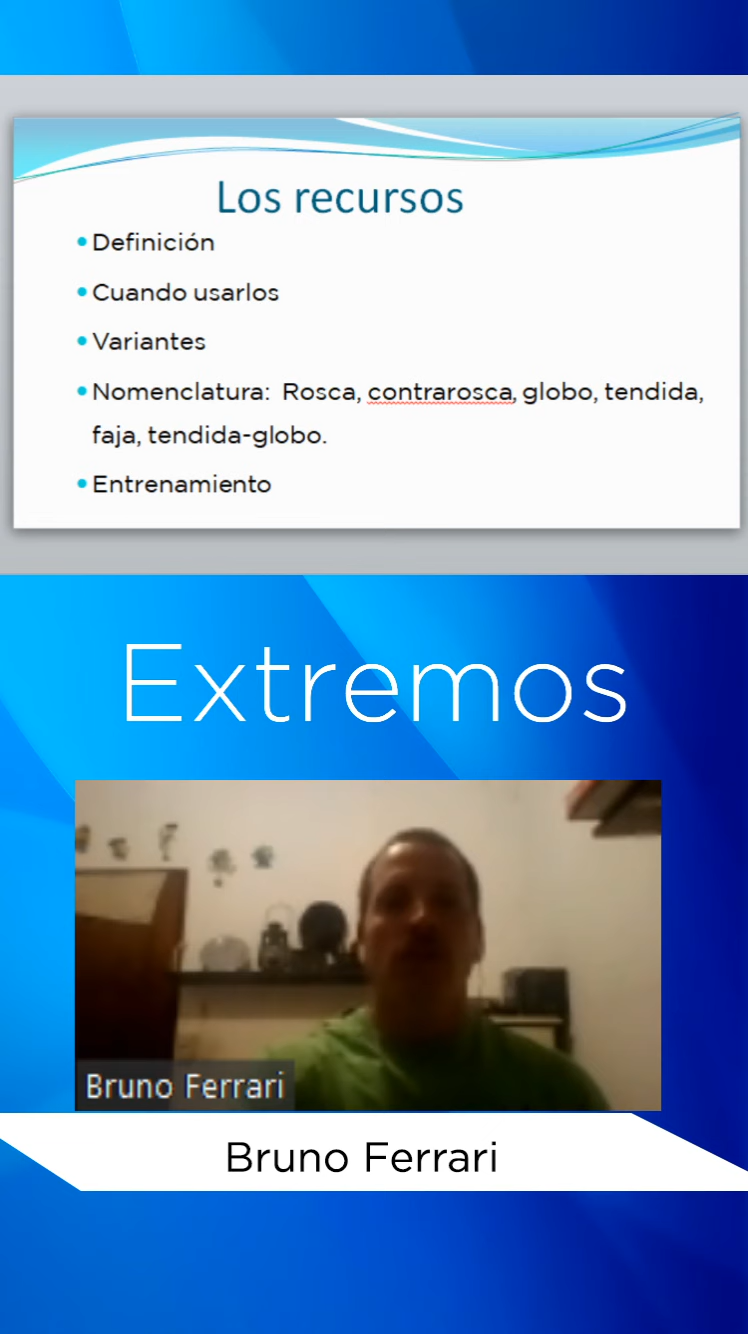 Los recursos
Definición
Cuando usarlos
Variantes
Nomenclatura: Rosca, contrarosca, globo, tendida,
faja, tendida-globo.
Entrenamiento
Extremos
Bruno Ferrari
Bruno Ferrari